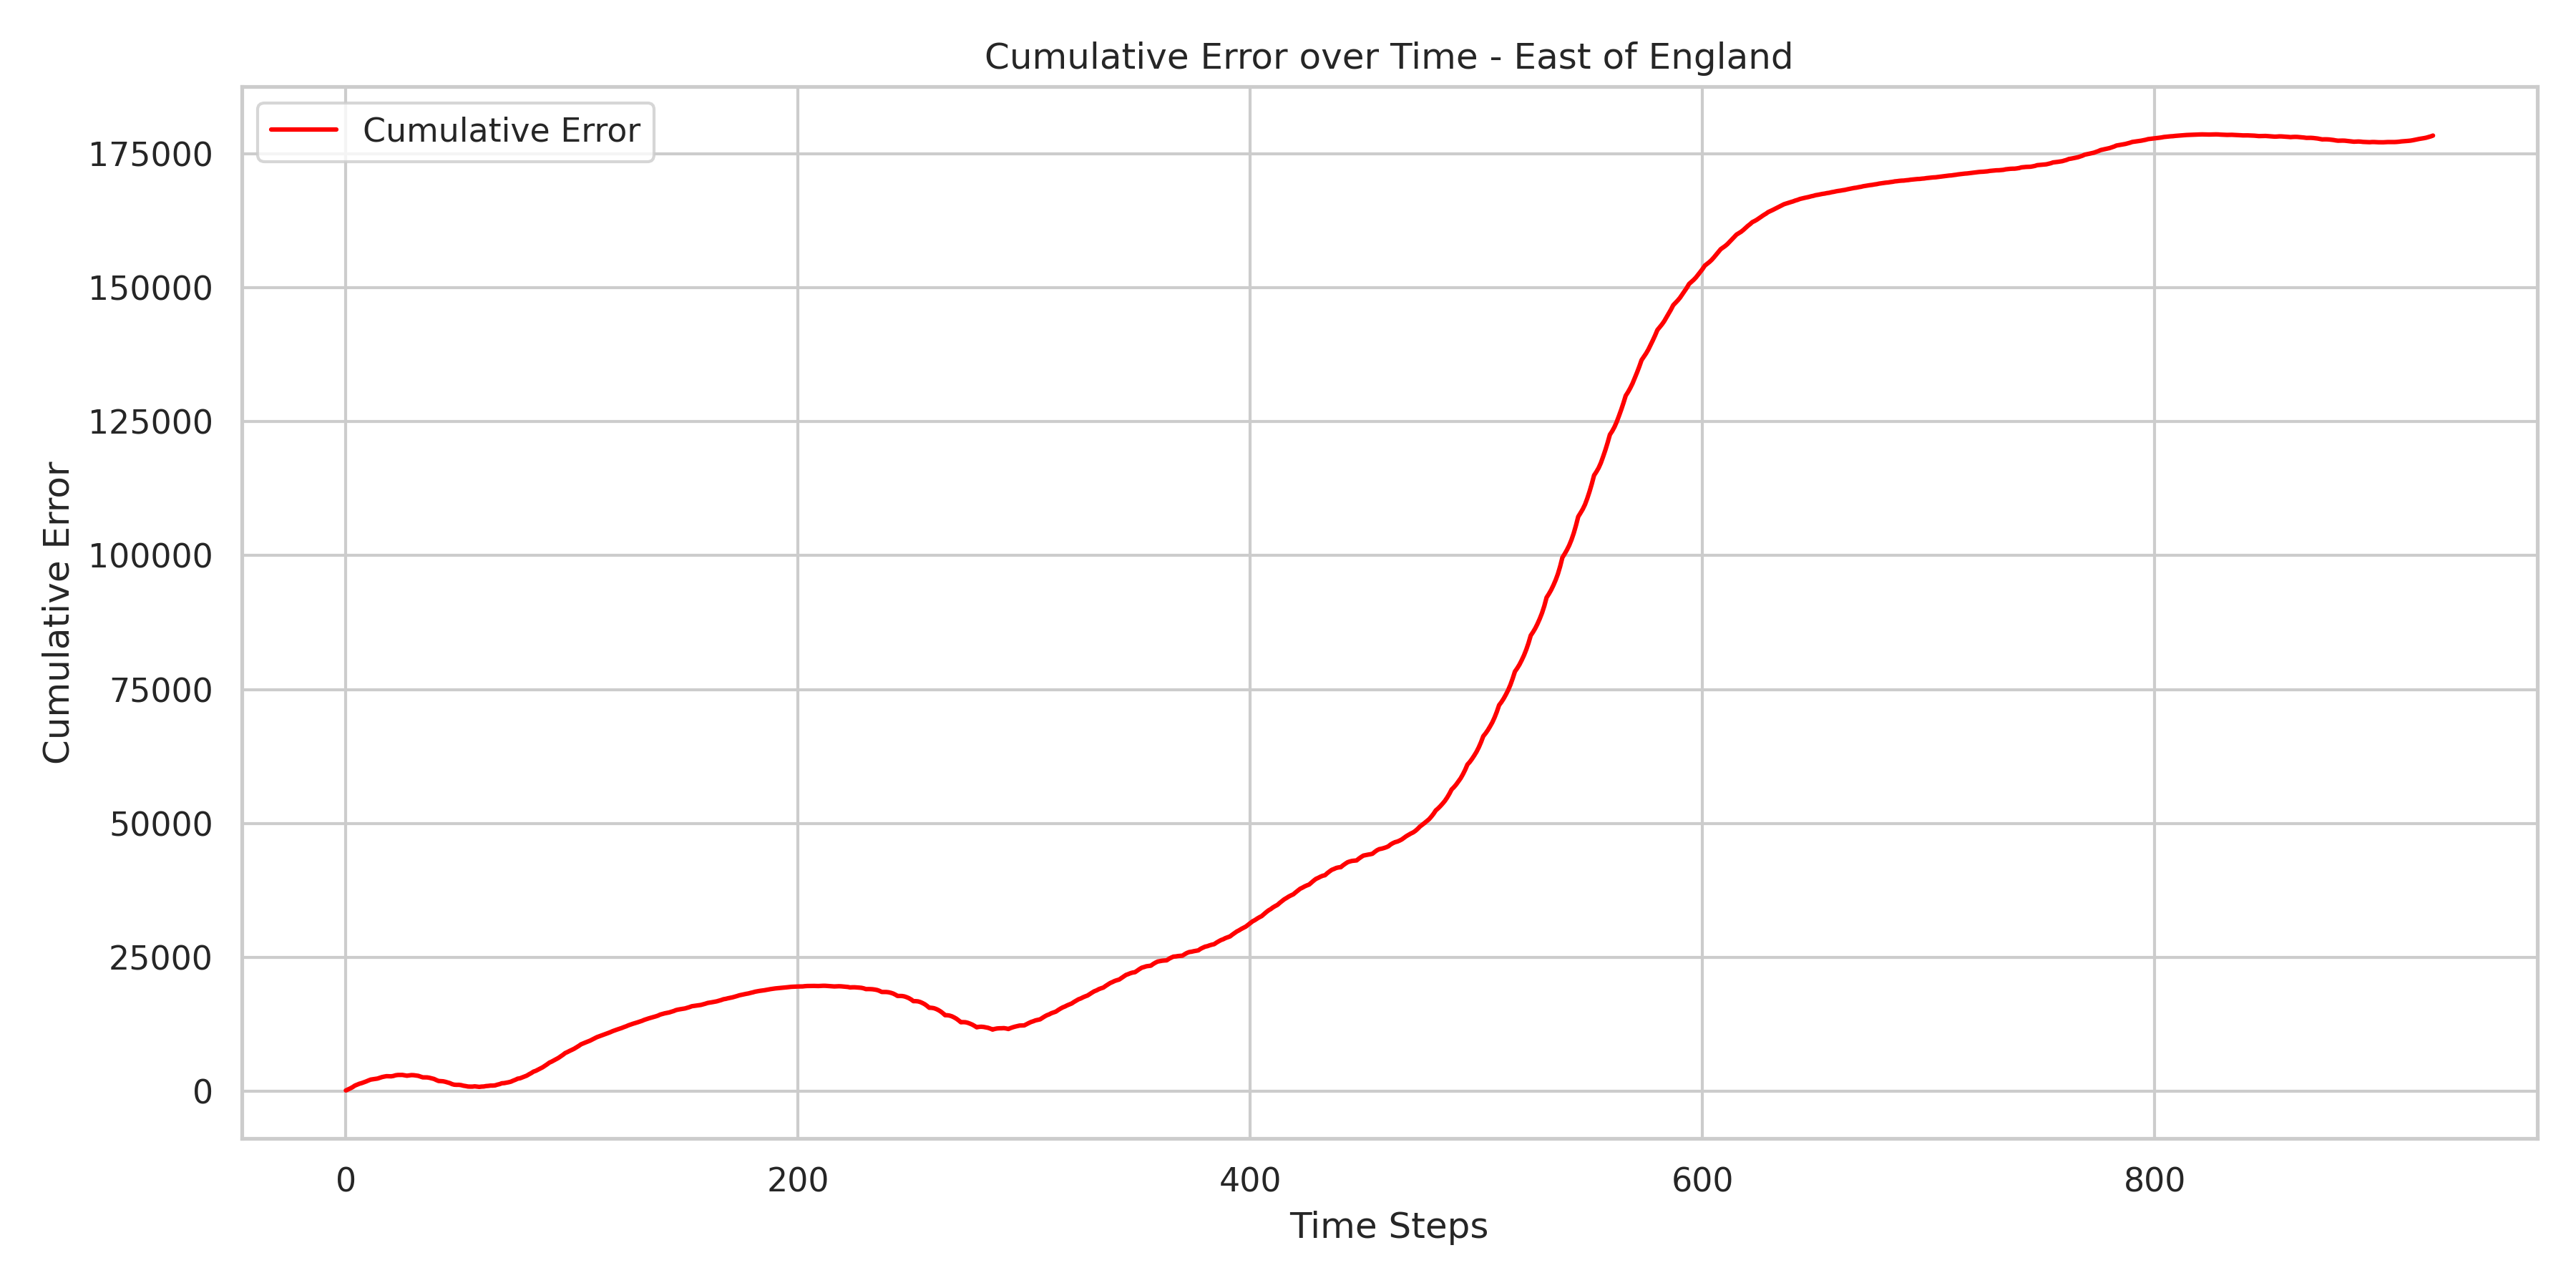 Cumulative Error over Time - East of England
Cumulative Error
175000
150000
125000
100000
75000
50000
25000
0
Cumulative Error
0 200 400 600 800
Time Steps